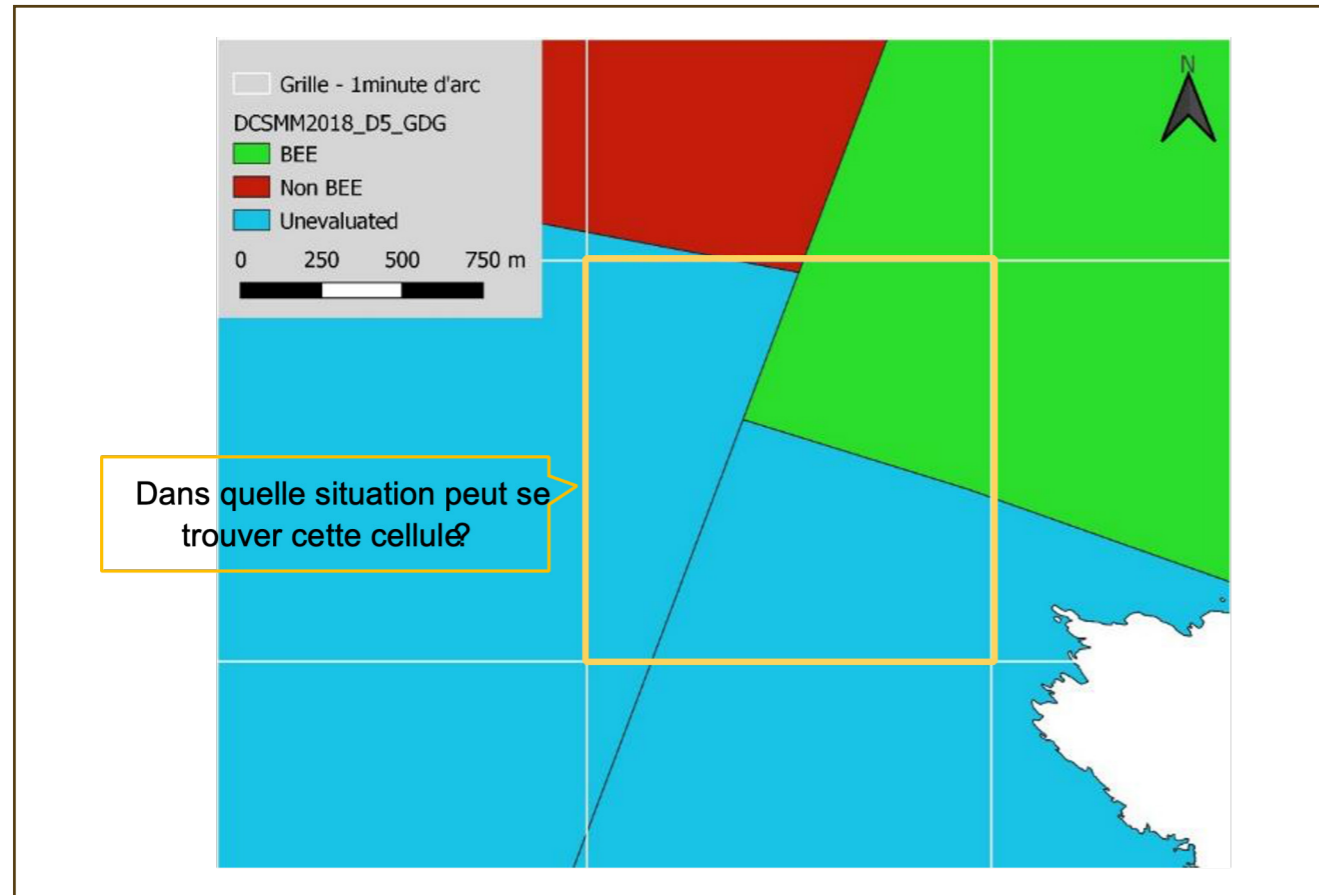 N
Grille - 1minute d'arc
DCSMM2018_D5_GDG
BEE
Non BEE
Unevaluated
0 250 500 750 m
Dans quelle situation peut se
trouver cette cellule?